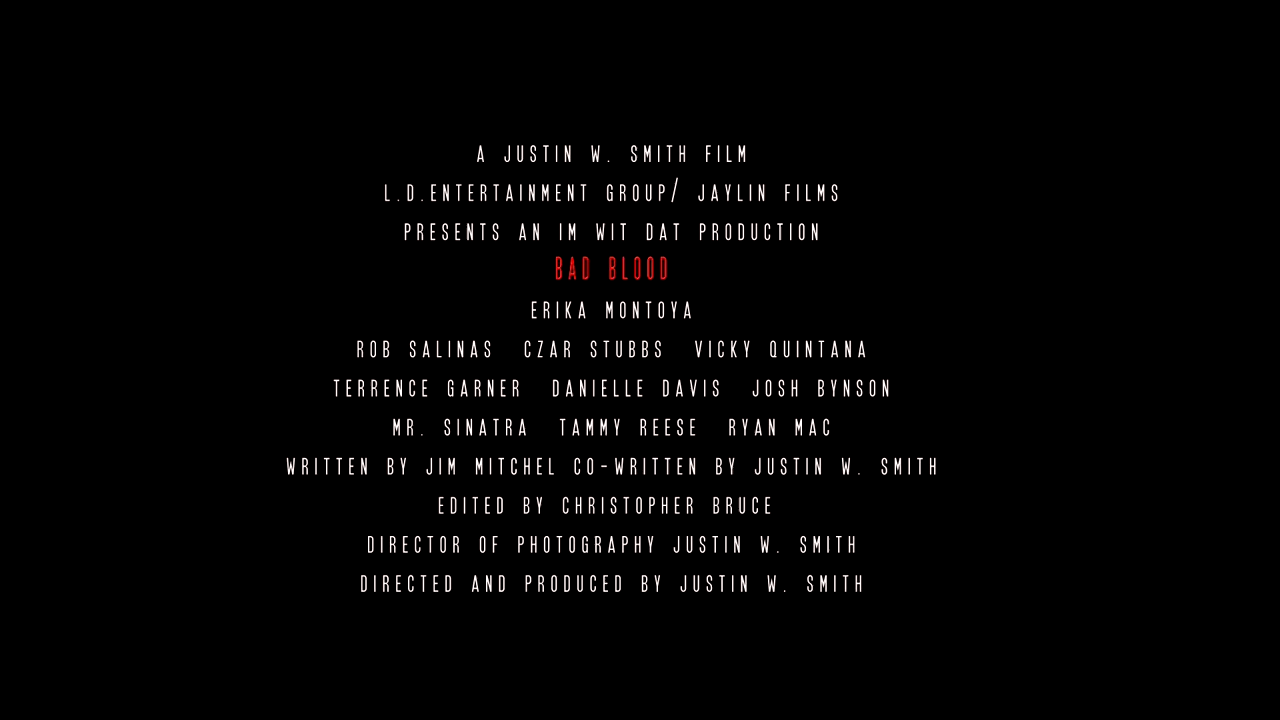 A JUSTIN W. SMITH FILM
L.D.ENTERTAINMENT GROUP/ JAYLIN FILMS
PRESENTS AN IM WIT DAT PRODUCTION
BAD BLOOD
ERIKA MONTOYA
ROB SALINAS CZAR STUBBS VICKY QUINTANA
TERRENCE GARNER DANIELLE DAVIS JOSH BYNSON
MR. SINATRA TAMMY REESE RYAN MAC
WRITTEN BY JIM MITCHEL CO-WRITTEN BY JUSTIN W. SMITH
EDITED BY CHRISTOPHER BRUCE
DIRECTOR OF PHOTOGRAPHY JUSTIN W. SMITH
DIRECTED AND PRODUCED BY JUSTIN W. SMITH